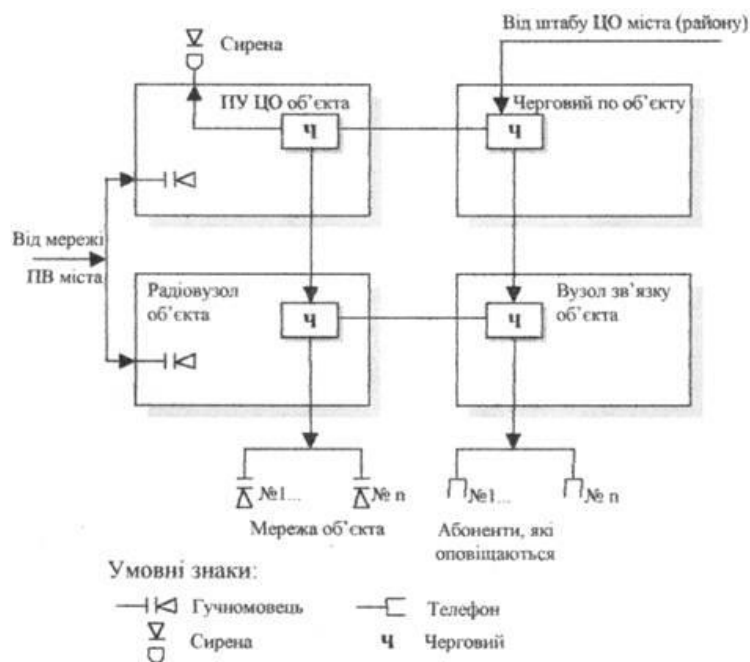 Сирена
Від штабу ЦО міста (району)
ПУ ЦО об’єкта
Ч
Черговий по об’єкту
Ч
Від мережі
ПВ міста
Радіовузол
об’єкта
Ч
Вузол зв’язку
об’єкта
Ч
№1...
№ n
№1...
№ n
Мережа об’єкта
Абоненти, які
оповіщаються
Умовні знаки:
Гучномовець
Телефон
Сирена
Ч Черговий